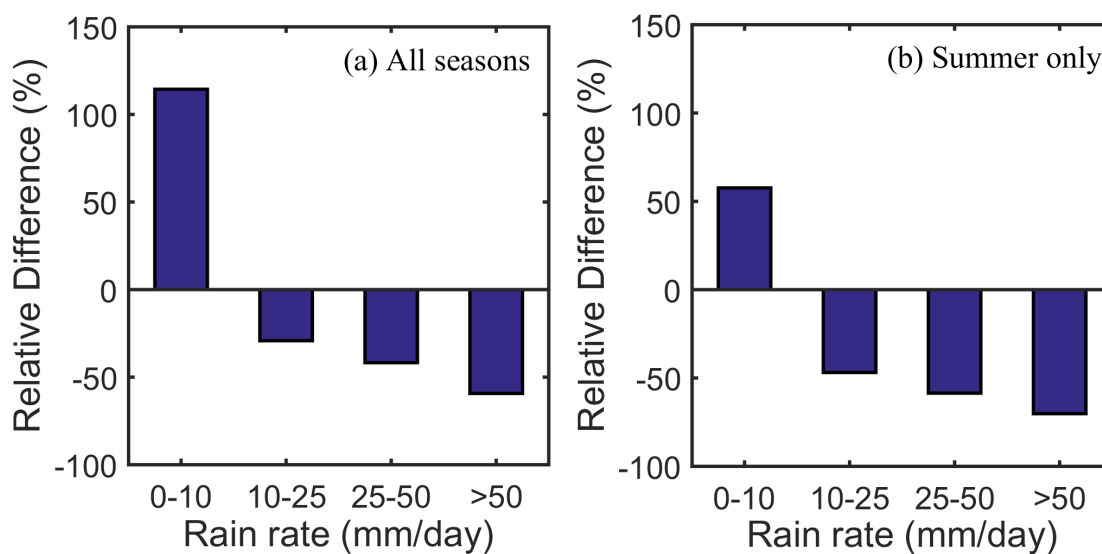 (a) All seasons
Relative Difference (%)
150
100
50
0
-50
-100
0-10 10-25 25-50 >50
Rain rate (mm/day)
(b) Summer only
Relative Difference (%)
150
100
50
0
-50
-100
0-10 10-25 25-50 >50
Rain rate (mm/day)